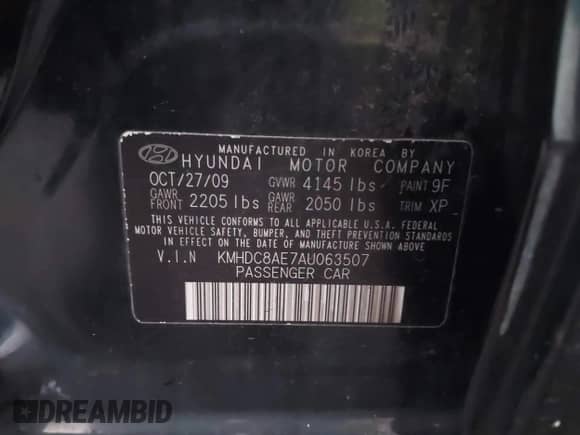 MANUFACTURED IN KOREA BY
HYUNDAI MOTOR COMPANY
OCT/27/09 GVWR 4145 lbs PAINT 9F
GAWR FRONT 2205 lbs GAWR REAR 2050 lbs TRIM XP
THIS VEHICLE CONFORMS TO ALL APPLICABLE U.S.A. FEDERAL
MOTOR VEHICLE SAFETY, BUMPER, AND THEFT PREVENTION STANDARDS
IN EFFECT ON THE DATE OF MANUFACTURE SHOWN ABOVE.
V.I.N KMHDC8AE7AU063507
PASSENGER CAR
DREAMBID